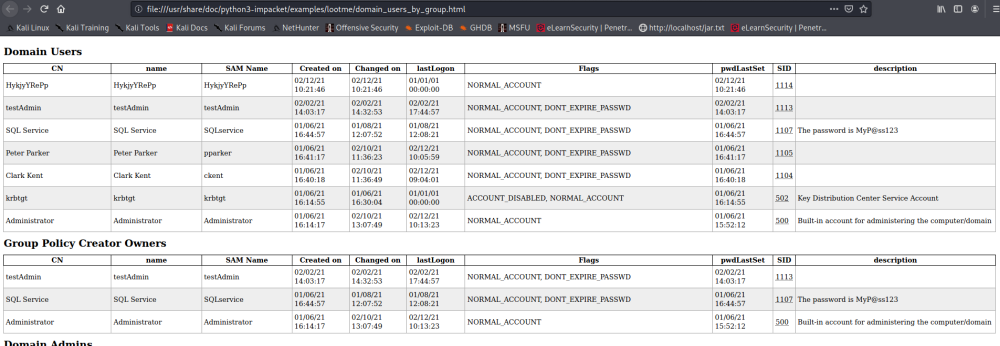 file:///usr/share/doc/python3-impacket/examples/lootme/domain_users_by_group.html
Kali Linux Kali Training Kali Tools Kali Docs Kali Forums NetHunter Offensive Security Exploit-DB GHDB MSFU eLearnSecurity | Penetr... http://localhost/jar.txt eLearnSecurity | Penetr...
Domain Users
CN name SAM Name Created on Changed on lastLogon Flags pwdLastSet SID description
HykjyYRePp HykjyYRePp HykjyYRePp 02/12/21 10:21:46 02/12/21 10:21:46 01/01/01 00:00:00 NORMAL_ACCOUNT 02/12/21 10:21:46 1114
testAdmin testAdmin testAdmin 02/02/21 14:03:17 02/02/21 14:32:53 02/02/21 17:44:57 NORMAL_ACCOUNT, DONT_EXPIRE_PASSWD 02/02/21 14:03:17 1113
SQL Service SQL Service SQLservice 01/06/21 16:44:57 01/08/21 12:07:52 01/08/21 12:08:21 NORMAL_ACCOUNT, DONT_EXPIRE_PASSWD 01/06/21 16:44:57 1107 The password is MyP@ss123
Peter Parker Peter Parker pparker 01/06/21 16:41:17 02/10/21 11:36:23 02/12/21 10:05:59 NORMAL_ACCOUNT, DONT_EXPIRE_PASSWD 01/06/21 16:41:17 1105
Clark Kent Clark Kent ckent 01/06/21 16:40:18 02/10/21 11:36:49 02/12/21 09:04:01 NORMAL_ACCOUNT, DONT_EXPIRE_PASSWD 01/06/21 16:40:18 1104
krbtgt krbtgt krbtgt 01/06/21 16:14:55 01/06/21 16:30:04 01/01/01 00:00:00 ACCOUNT_DISABLED, NORMAL_ACCOUNT 01/06/21 16:14:55 502 Key Distribution Center Service Account
Administrator Administrator Administrator 01/06/21 16:14:17 02/10/21 13:07:49 02/12/21 10:13:23 NORMAL_ACCOUNT 01/06/21 15:52:12 500 Built-in account for administering the computer/domain
Group Policy Creator Owners
CN name SAM Name Created on Changed on lastLogon Flags pwdLastSet SID description
testAdmin testAdmin testAdmin 02/02/21 14:03:17 02/02/21 14:32:53 02/02/21 17:44:57 NORMAL_ACCOUNT, DONT_EXPIRE_PASSWD 02/02/21 14:03:17 1113
SQL Service SQL Service SQLservice 01/06/21 16:44:57 01/08/21 12:07:52 01/08/21 12:08:21 NORMAL_ACCOUNT, DONT_EXPIRE_PASSWD 01/06/21 16:44:57 1107 The password is MyP@ss123
Administrator Administrator Administrator 01/06/21 16:14:17 02/10/21 13:07:49 02/12/21 10:13:23 NORMAL_ACCOUNT 01/06/21 15:52:12 500 Built-in account for administering the computer/domain
Domain Admins